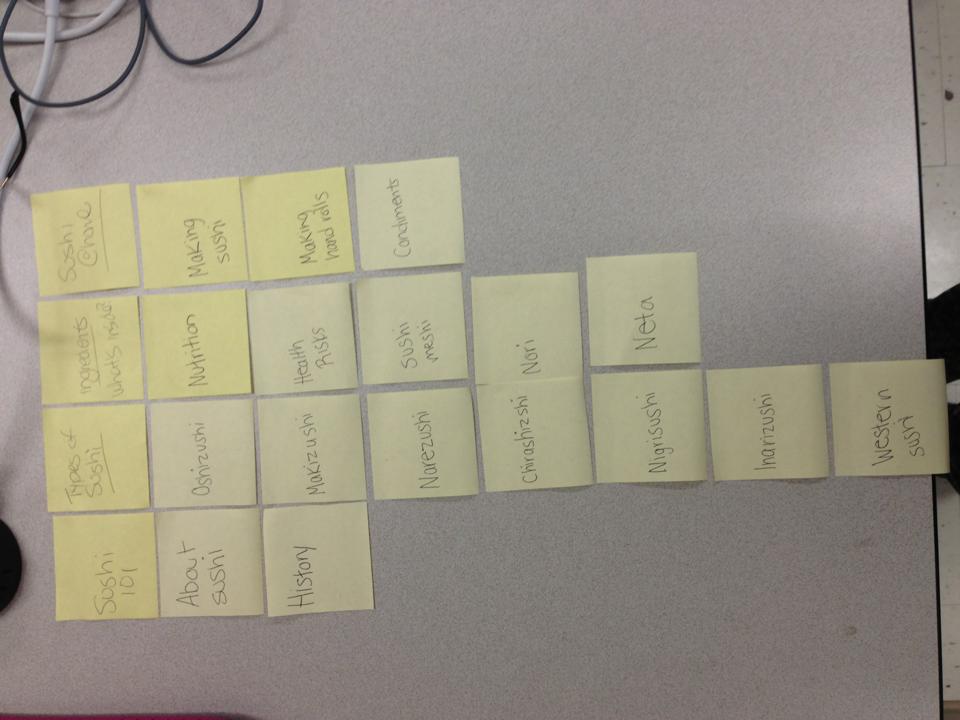 Sushi
101
About
sushi
History
Types of
Sushi
Oshizushi
Makizushi
Narezushi
Chirashizshi
Nigrisushi
Inarizushi
Western
sushi
Ingredients
what's inside?
Nutrition
Health
Risks
Sushi
meshi
Nori
Neta
Sushi
@home
Making
sushi
Making
hand rolls
Condiments